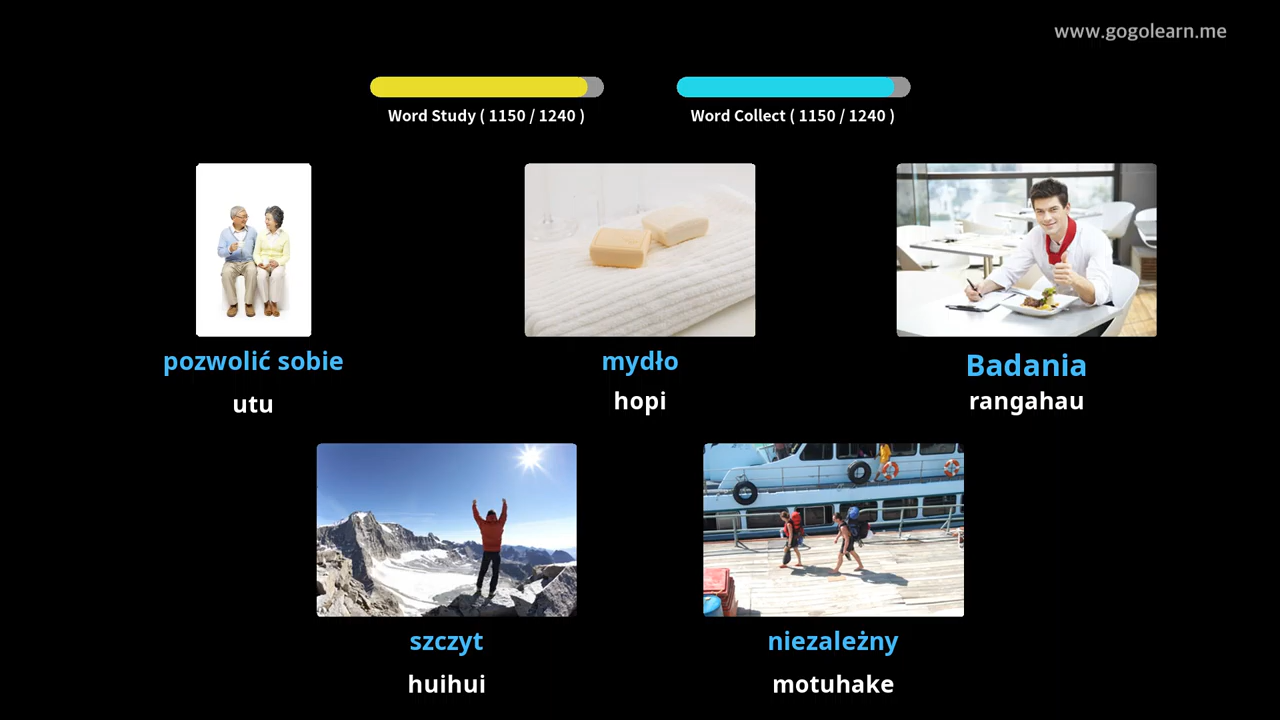 www.gogolearn.me
Word Study ( 1150 / 1240 )
Word Collect ( 1150 / 1240 )
pozwolić sobie
utu
mydło
hopi
Badania
rangahau
szczyt
huihui
niezależny
motuhake